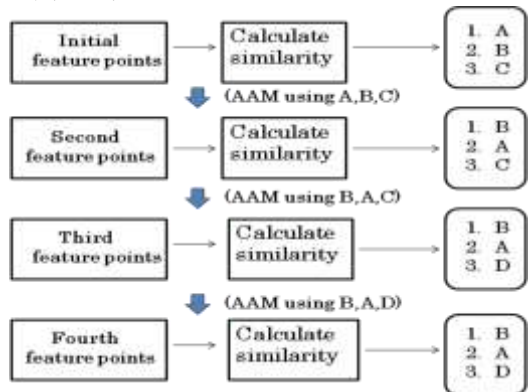 Initial
feature points
Calculate
similarity
1. A
2. B
3. C
(AAM using A,B,C)
Second
feature points
Calculate
similarity
1. B
2. A
3. C
(AAM using B,A,C)
Third
feature points
Calculate
similarity
1. B
2. A
3. D
(AAM using B,A,D)
Fourth
feature points
Calculate
similarity
1. B
2. A
3. D